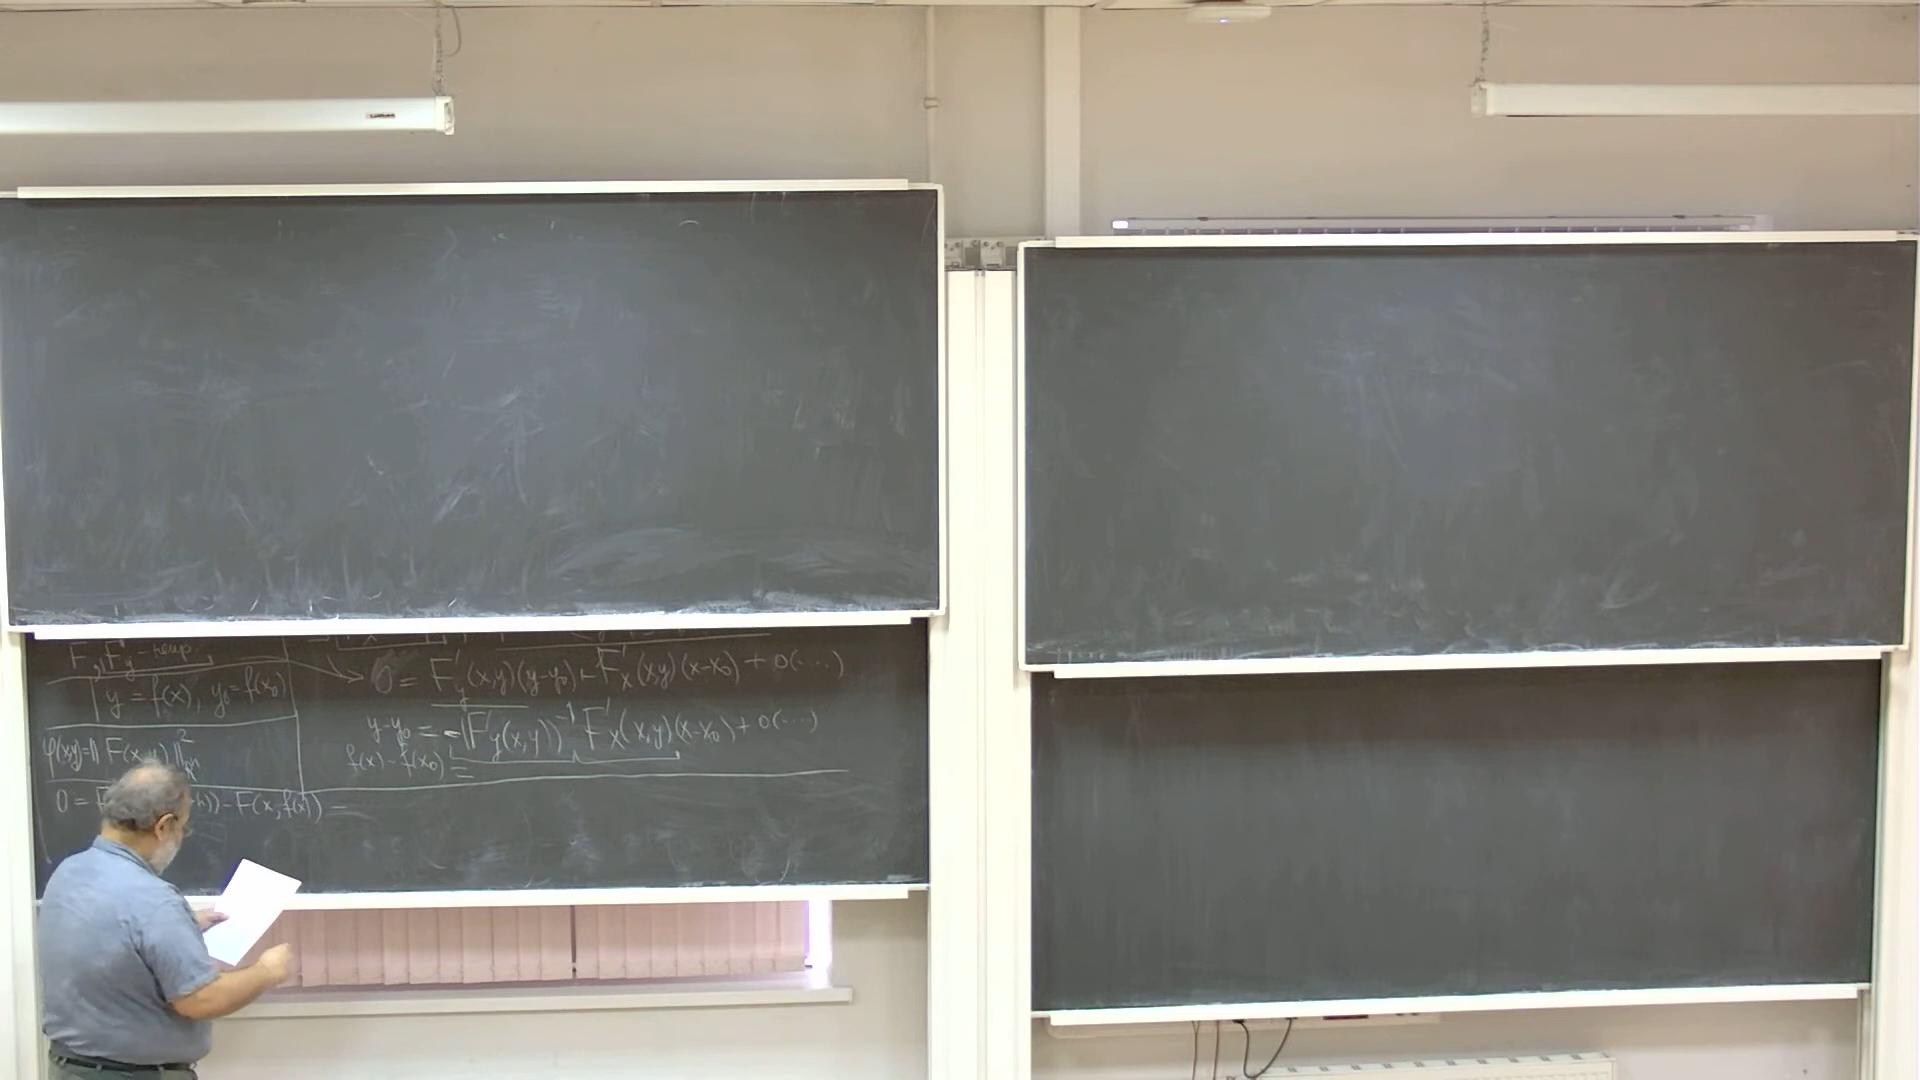 F, F'y - непр.
y = f(x), y₀ = f(x₀)
φ(x,y) = ‖F(x,y)‖²
0 = F'y(x,y)(y-y₀) + F'x(x,y)(x-x₀) + o(....)
y-y₀ = -(F'y(x,y))⁻¹ F'x(x,y)(x-x₀) + o(....)
f(x) - f(x₀) =
0 = F h)) - F(x, f(x)) =